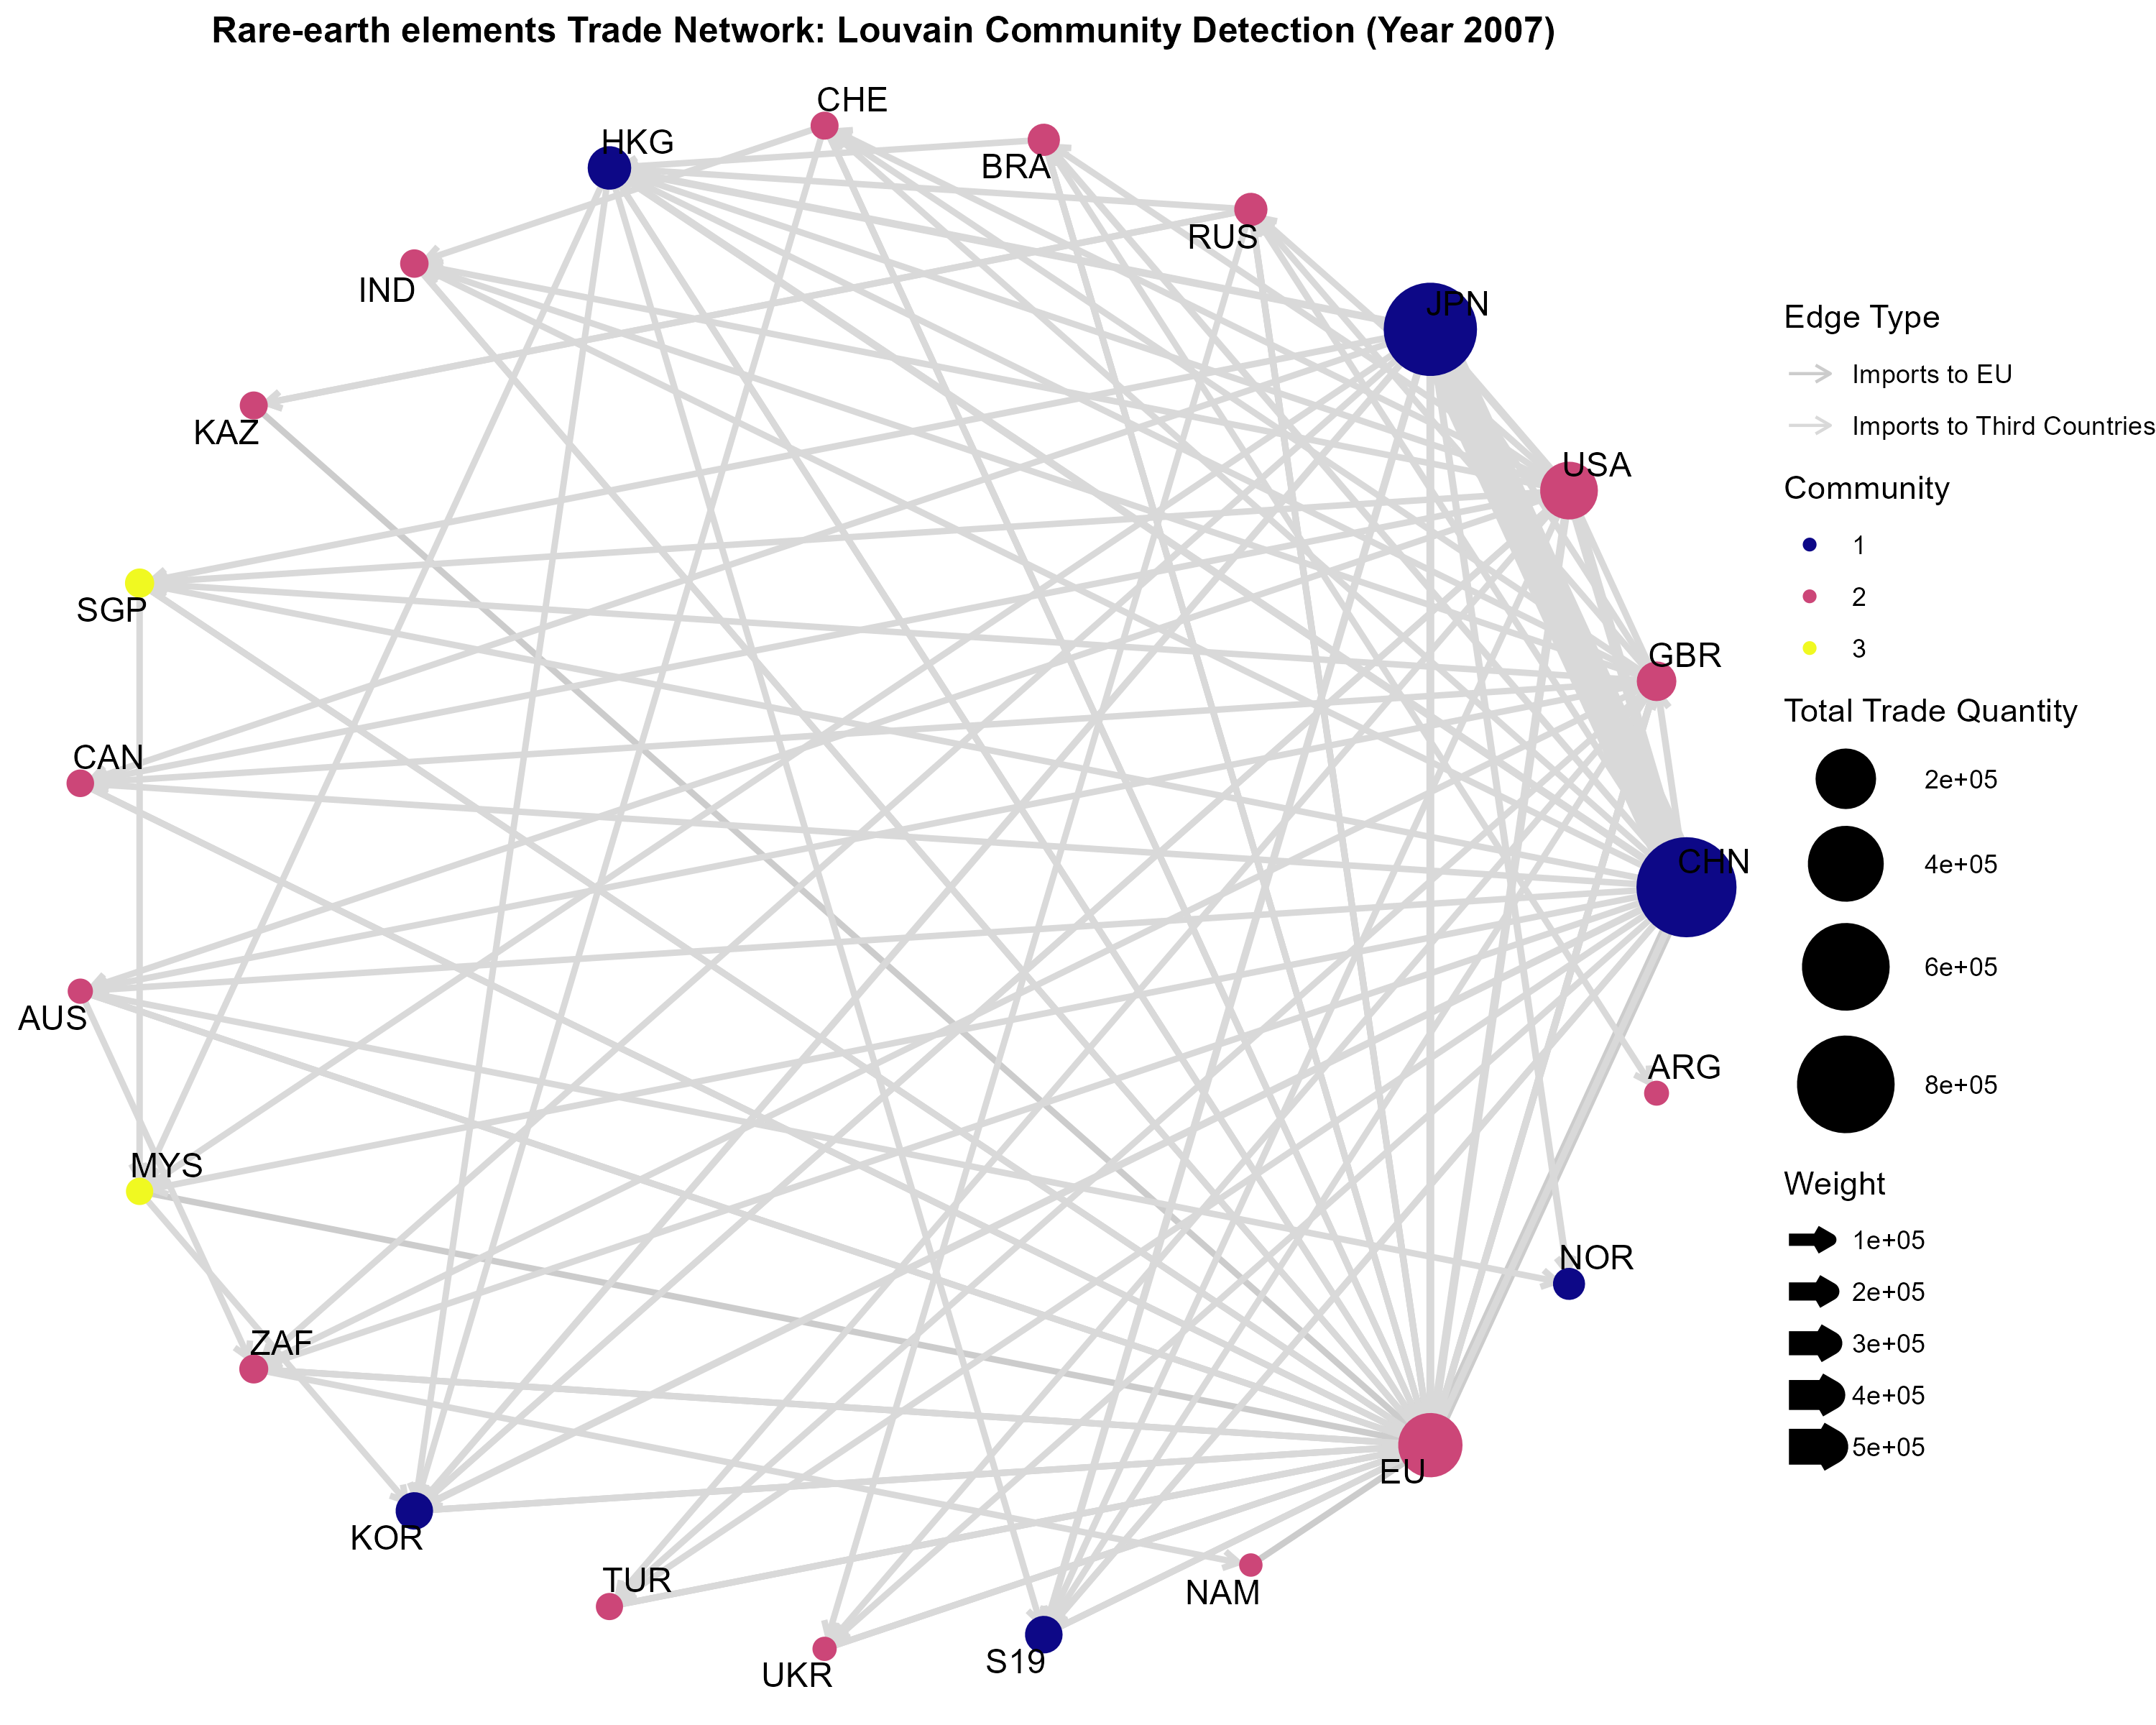 Rare-earth elements Trade Network: Louvain Community Detection (Year 2007)
CHE
HKG
BRA
RUS
IND
JPN
KAZ
USA
SGP
GBR
CAN
CHN
AUS
ARG
MYS
NOR
ZAF
EU
KOR
TUR
NAM
UKR
S19
Edge Type
Imports to EU
Imports to Third Countries
Community
1
2
3
Total Trade Quantity
2e+05
4e+05
6e+05
8e+05
Weight
1e+05
2e+05
3e+05
4e+05
5e+05